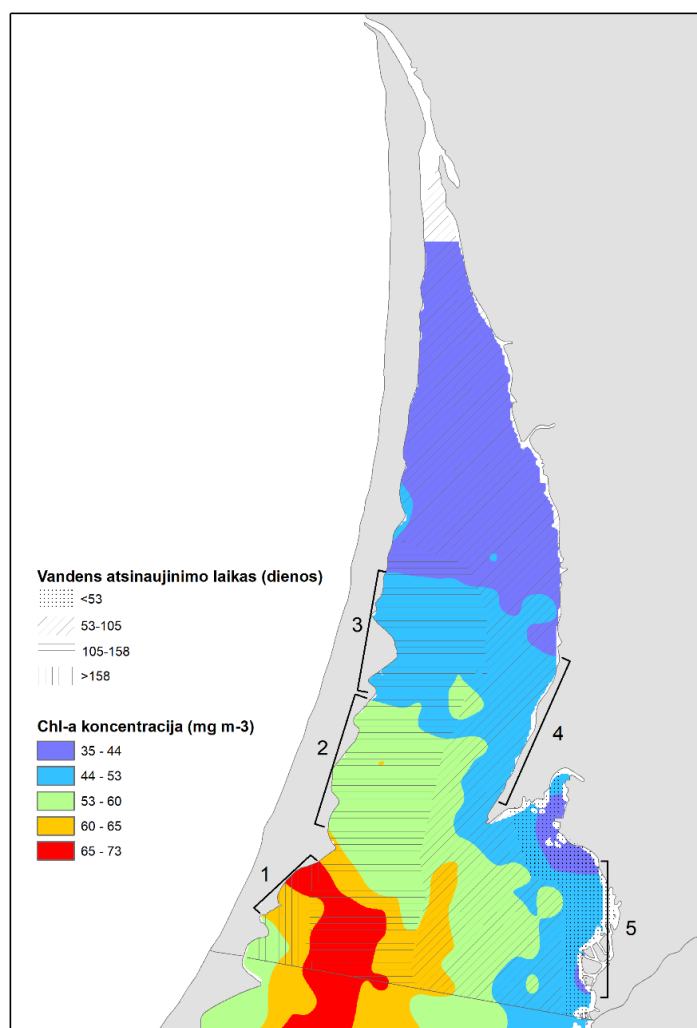 Vandens atsinaujinimo laikas (dienos)
<53
53-105
105-158
>158
Chl-a koncentracija (mg m-3)
35 - 44
44 - 53
53 - 60
60 - 65
65 - 73
3
2
4
1
5